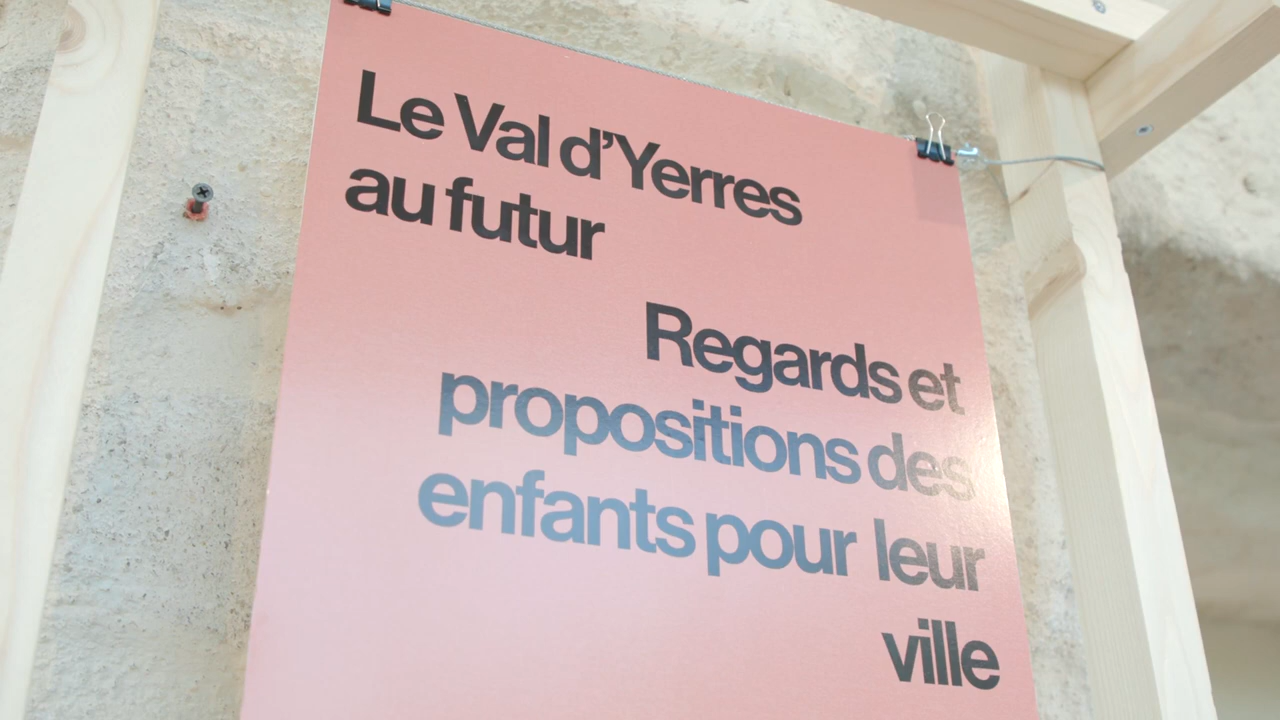 Le Val d’Yerres
au futur
Regards et
propositions des
enfants pour leur
ville